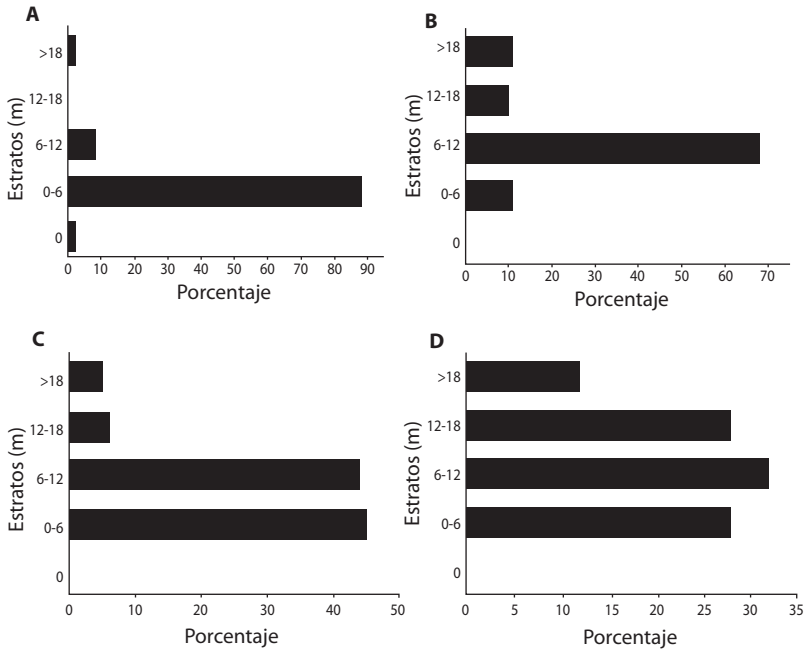 A
Estratos (m)
>18
12-18
6-12
0-6
0
0 10 20 30 40 50 60 70 80 90
Porcentaje
B
Estratos (m)
>18
12-18
6-12
0-6
0
0 10 20 30 40 50 60 70
Porcentaje
C
Estratos (m)
>18
12-18
6-12
0-6
0
0 10 20 30 40 50
Porcentaje
D
Estratos (m)
>18
12-18
6-12
0-6
0
0 5 10 15 20 25 30 35
Porcentaje